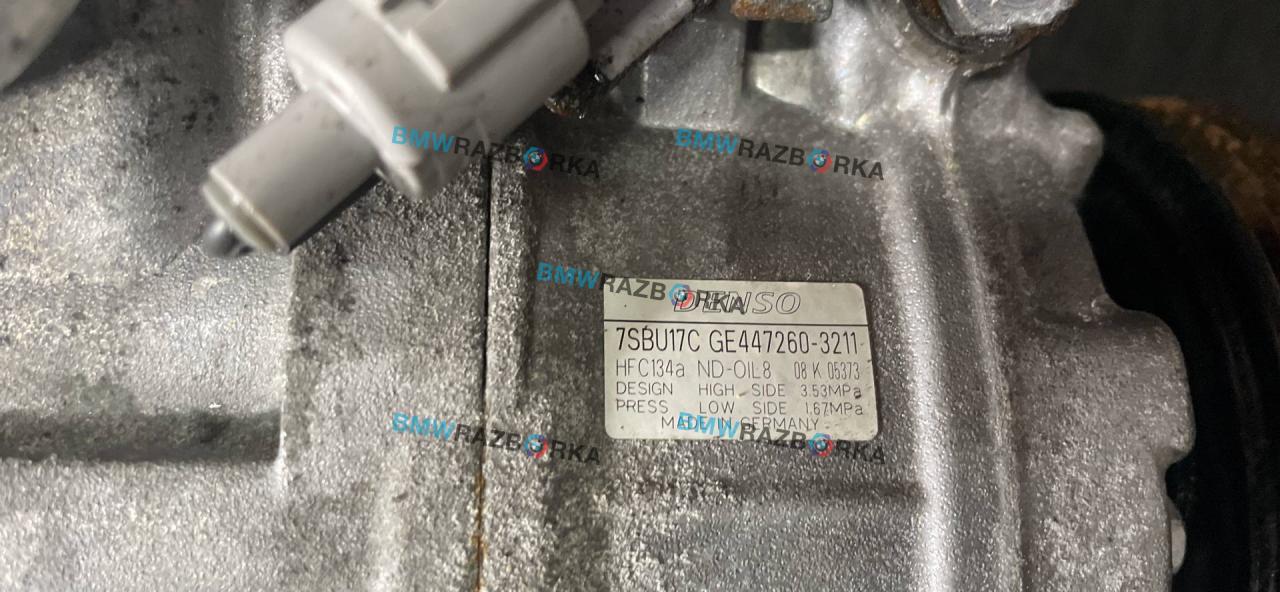 BMWRAZBORKA
BMWRAZBORKA
BMWRAZBORKA
DENSO
7SBU17C GE447260-3211
HFC134a ND-OIL8 08 K 05373
DESIGN HIGH SIDE 3.53MPa
PRESS LOW SIDE 1.67MPa
MADE IN GERMANY
BMWRAZBORKA
BMWRAZBORKA